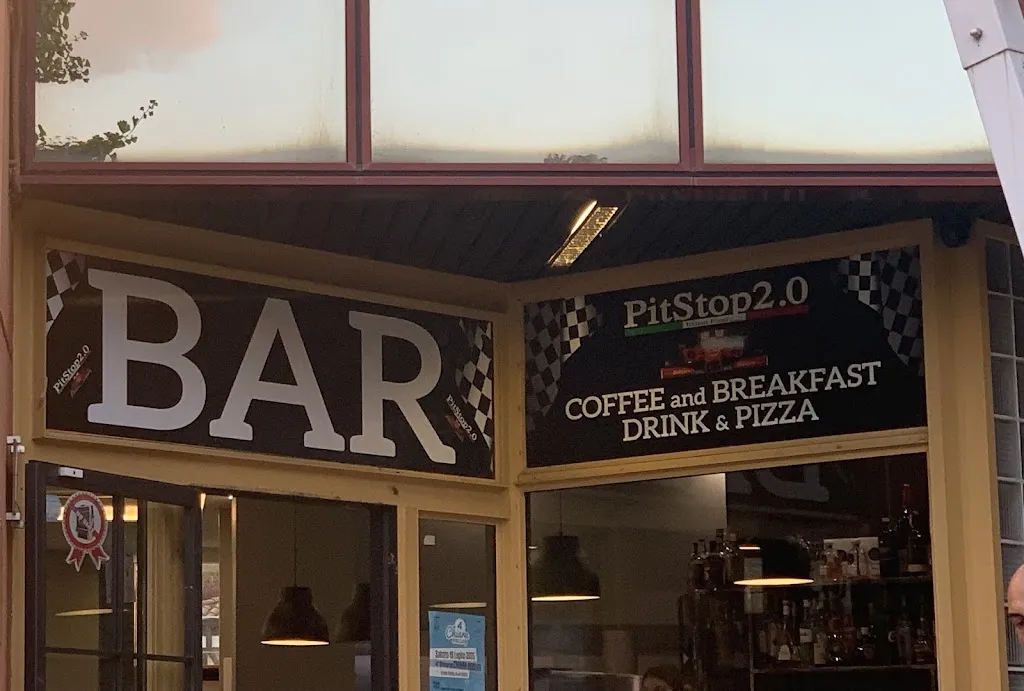 BAR
PitStop2.0
PitStop2.0
PitStop2.0
COFFEE and BREAKFAST
DRINK & PIZZA